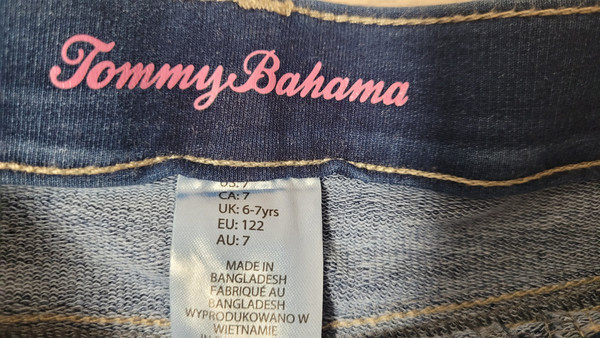 Tommy Bahama
US: 7
CA: 7
UK: 6-7yrs
EU: 122
AU: 7
MADE IN
BANGLADESH
FABRIQUÉ AU
BANGLADESH
WYPRODUKOWANO W
WIETNAMIE